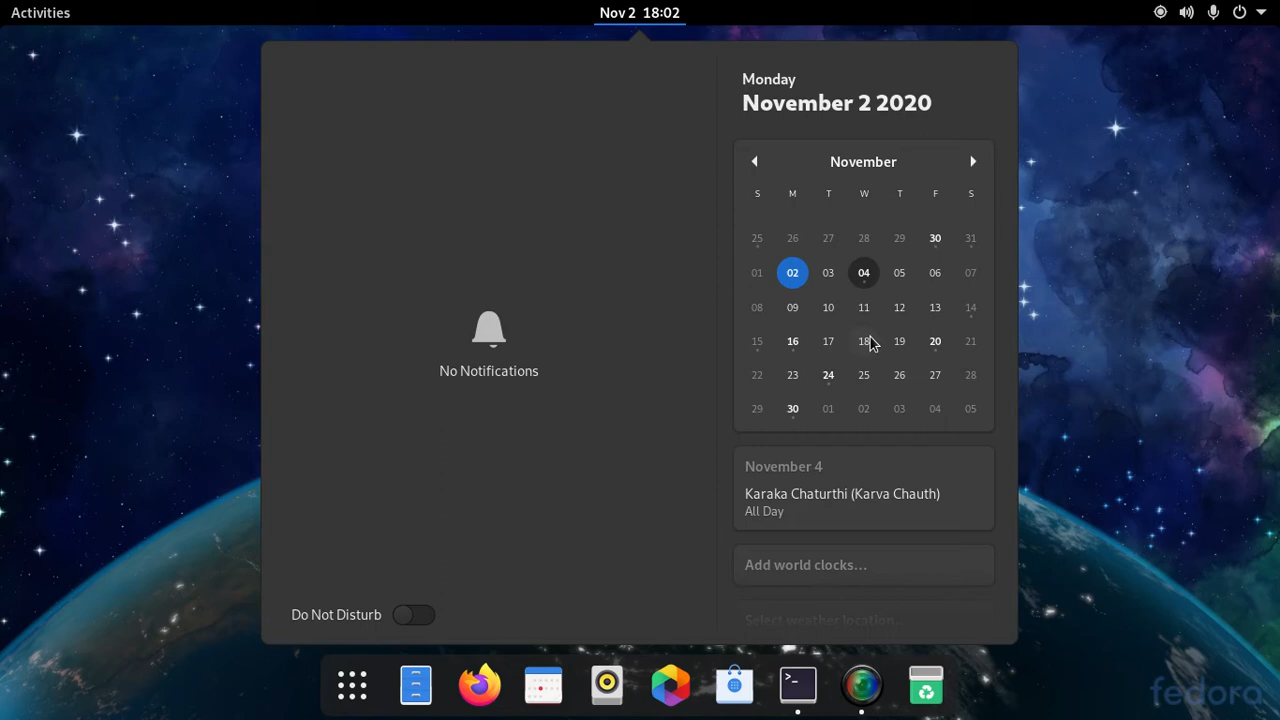 Activities
Nov 2 18:02
Monday
November 2 2020
November
S M T W T F S
25 26 27 28 29 30 31
01 02 03 04 05 06 07
08 09 10 11 12 13 14
15 16 17 18 19 20 21
22 23 24 25 26 27 28
29 30 01 02 03 04 05
No Notifications
November 4
Karaka Chaturthi (Karva Chauth)
All Day
Add world clocks...
Select weather location...
Do Not Disturb
>_
fedora